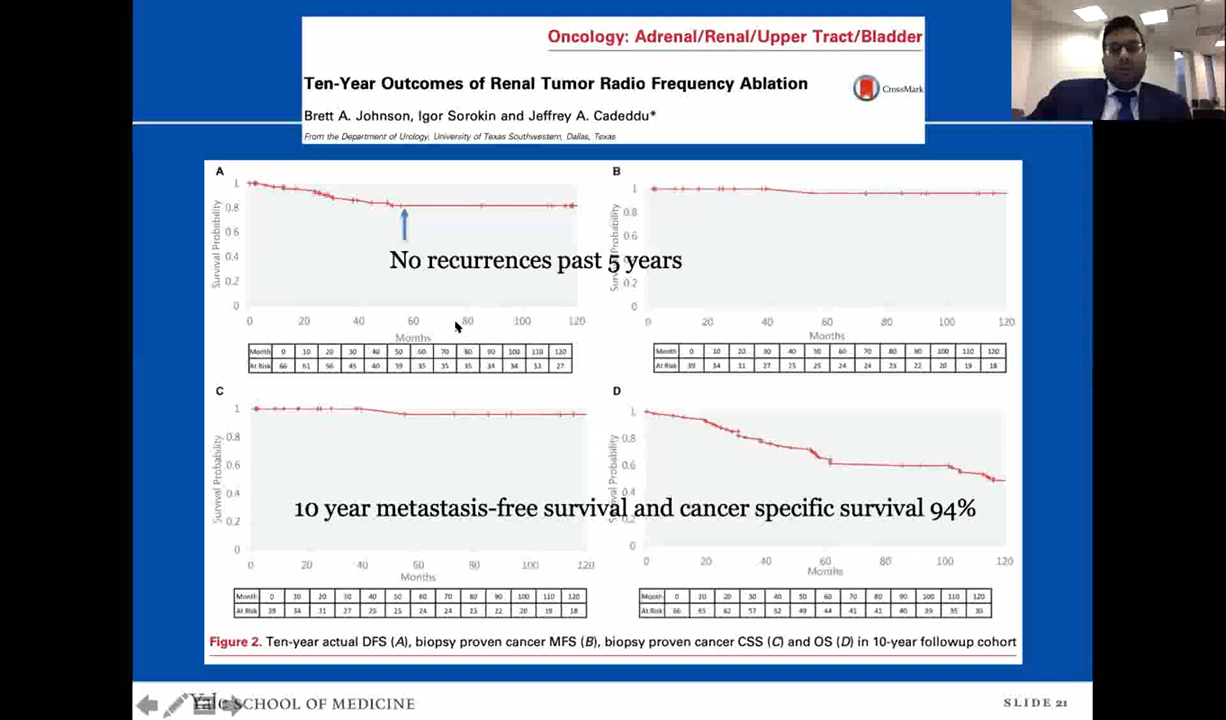 Oncology: Adrenal/Renal/Upper Tract/Bladder
Ten-Year Outcomes of Renal Tumor Radio Frequency Ablation
CrossMark
Brett A. Johnson, Igor Sorokin and Jeffrey A. Cadeddu*
From the Department of Urology, University of Texas Southwestern, Dallas, Texas
A
Survival Probability
1
0.8
0.6
0.4
0.2
0
0 20 40 60 80 100 120
Months
Month 0 10 20 30 40 50 60 70 80 90 100 110 120
At Risk 66 61 56 45 40 39 35 35 35 34 34 33 27
B
Survival Probability
1
0.8
0.6
0.2
0
0 20 40 60 80 100 120
Months
Month 0 10 20 30 40 50 60 70 80 90 100 110 120
At Risk 39 34 31 27 25 25 24 24 23 22 20 19 18
No recurrences past 5 years
C
Survival Probability
1
0.8
0.6
0.4
0.2
0
0 20 40 60 80 100 120
Months
Month 0 10 20 30 40 50 60 70 80 90 100 110 120
At Risk 39 34 31 27 25 25 24 24 23 22 20 19 18
D
Survival Probability
1
0.8
0.6
0.4
0.2
0
0 20 40 60 80 100 120
Months
Month 0 10 20 30 40 50 60 70 80 90 100 110 120
At Risk 66 65 62 57 52 49 44 41 41 40 39 35
10 year metastasis-free survival and cancer specific survival 94%
Figure 2. Ten-year actual DFS (A), biopsy proven cancer MFS (B), biopsy proven cancer CSS (C) and OS (D) in 10-year followup cohort
Yale SCHOOL OF MEDICINE
SLIDE 21